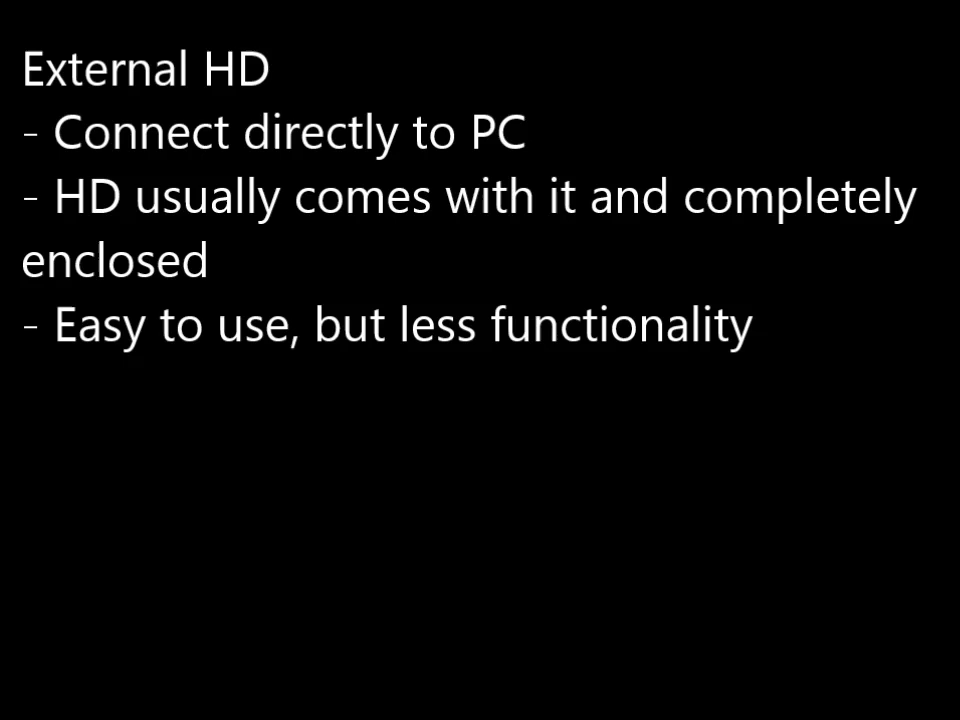 External HD
- Connect directly to PC
- HD usually comes with it and completely
enclosed
- Easy to use, but less functionality